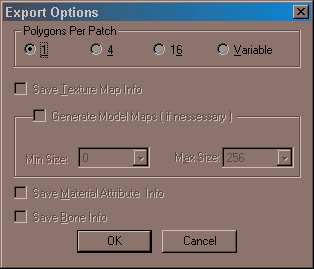 Export Options
Polygons Per Patch
1 4 16 Variable
Save Texture Map Info
Generate Model Maps ( if nessessary )
Min Size: 0 Max Size: 256
Save Material Attribute Info
Save Bone Info
OK Cancel